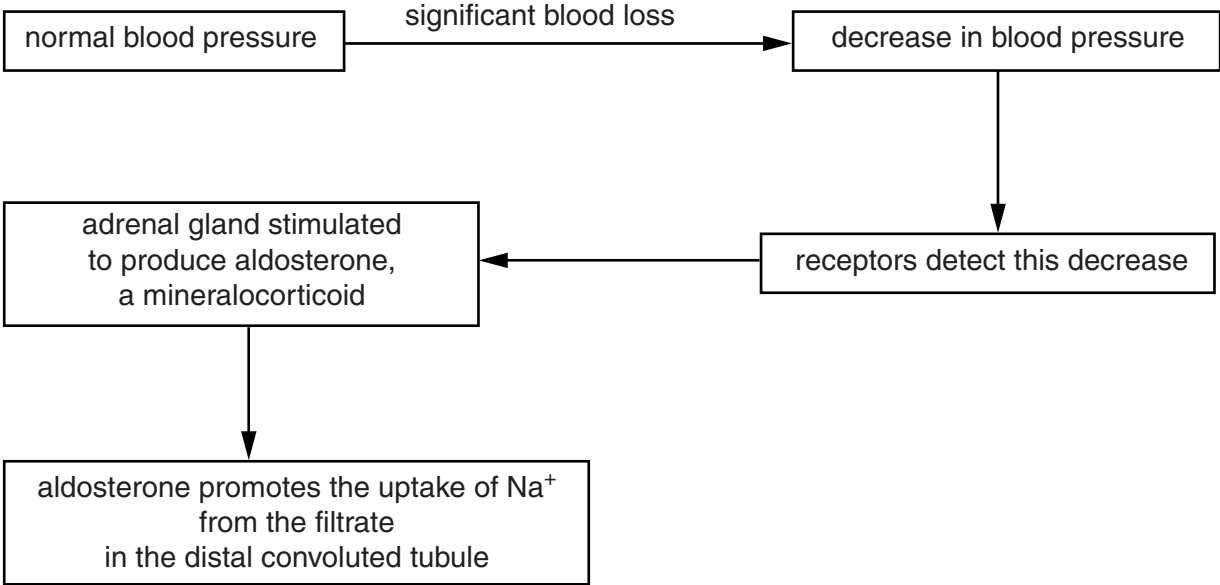 normal blood pressure
significant blood loss
decrease in blood pressure
receptors detect this decrease
adrenal gland stimulated
to produce aldosterone,
a mineralocorticoid
aldosterone promotes the uptake of Na⁺
from the filtrate
in the distal convoluted tubule